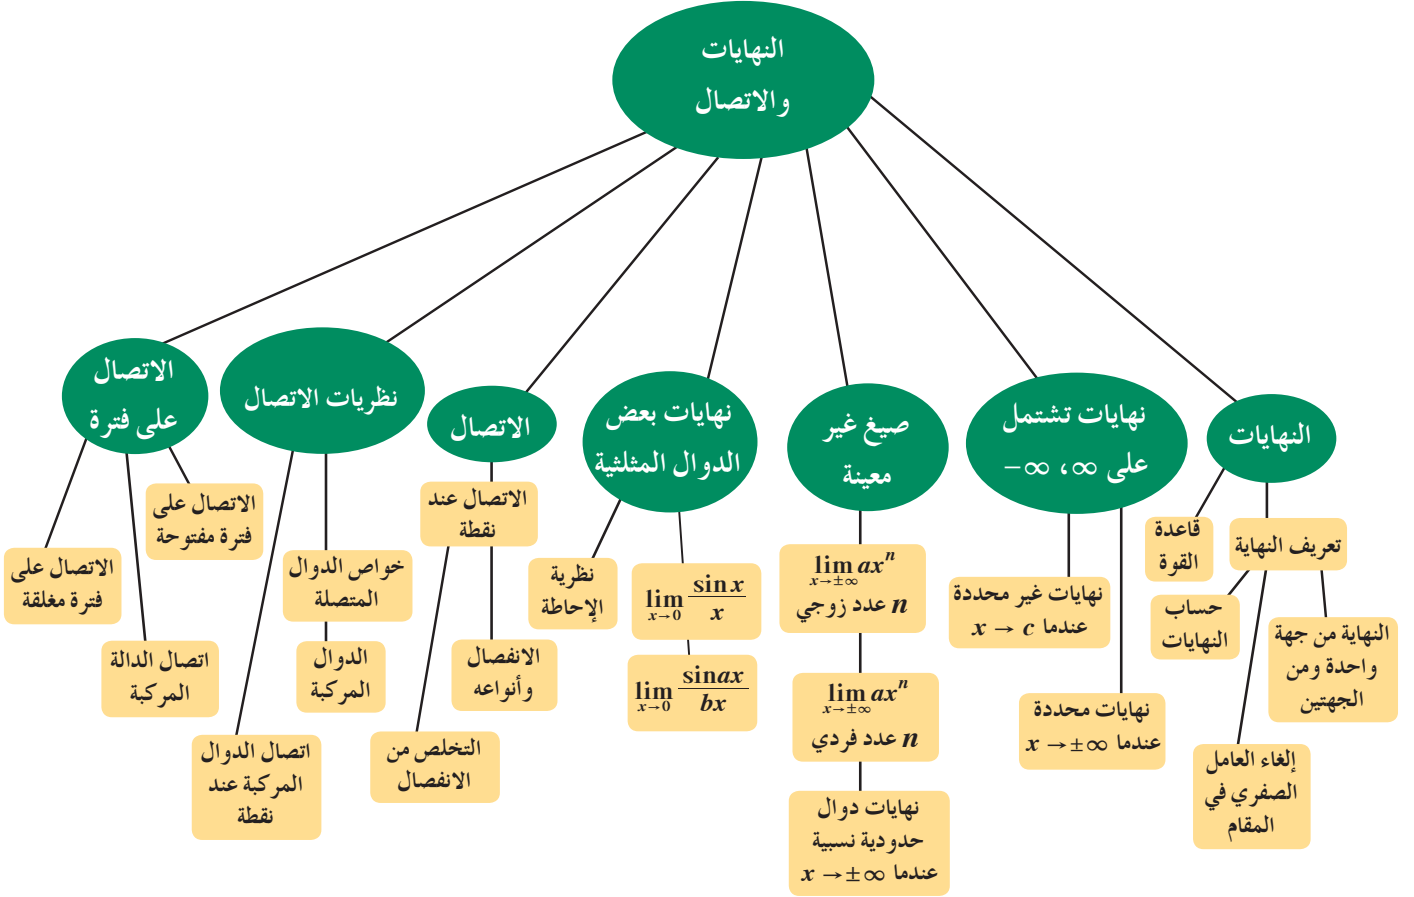 النهايات
والاتصال
النهايات
قاعدة
القوة
تعريف النهاية
حساب
النهايات
النهاية من جهة
واحدة ومن
الجهتين
إلغاء العامل
الصفري في
المقام
نهايات تشتمل
على ∞، ∞−
نهايات غير محددة
عندما x → c
نهايات محددة
عندما x → ±∞
صيغ غير
معينة
lim x→±∞ axⁿ
n عدد زوجي
lim x→±∞ axⁿ
n عدد فردي
نهايات دوال
حدودية نسبية
عندما x → ±∞
نهايات بعض
الدوال المثلثية
نظرية
الإحاطة
lim x→0 sin x / x
lim x→0 sin ax / bx
الاتصال
الاتصال عند
نقطة
الانفصال
وأنواعه
التخلص من
الانفصال
نظريات الاتصال
خواص الدوال
المتصلة
الدوال
المركبة
اتصال الدوال
المركبة عند
نقطة
الاتصال
على فترة
الاتصال على
فترة مفتوحة
الاتصال على
فترة مغلقة
اتصال الدالة
المركبة